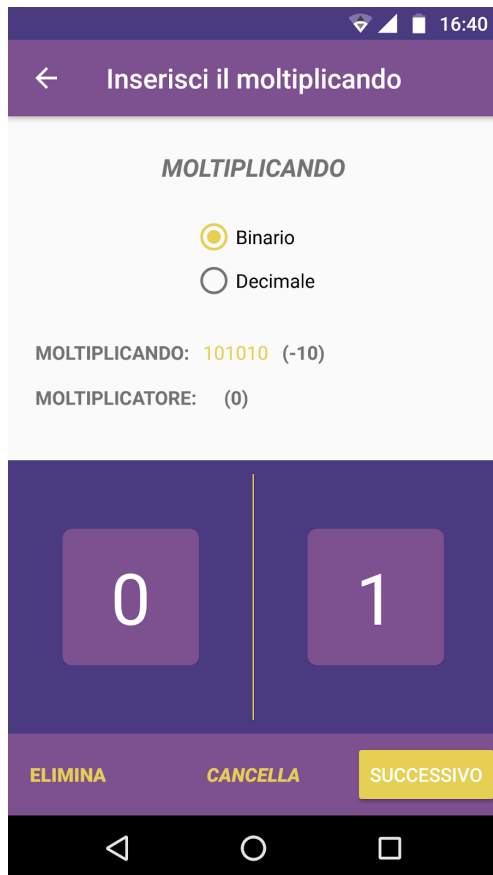 16:40
Inserisci il moltiplicando
MOLTIPLICANDO
Binario
Decimale
MOLTIPLICANDO: 101010 (-10)
MOLTIPLICATORE: (0)
0 1
ELIMINA CANCELLA SUCCESSIVO